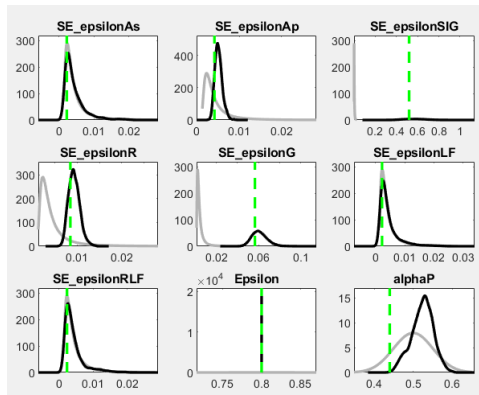 SE_epsilonAs
SE_epsilonAp
SE_epsilonSIG
300
200
100
0
0 0.01 0.02
400
200
0
0 0.01 0.02
300
200
100
0
0.2 0.4 0.6 0.8 1
SE_epsilonR
SE_epsilonG
SE_epsilonLF
300
200
100
0
0.01 0.02
300
200
100
0
0.02 0.06 0.1
300
200
100
0
0 0.01 0.02 0.03
SE_epsilonRLF
Epsilon
alphaP
300
200
100
0
0 0.01 0.02
×10⁴
2
1
0
0.75 0.8 0.85
15
10
5
0
0.4 0.5 0.6